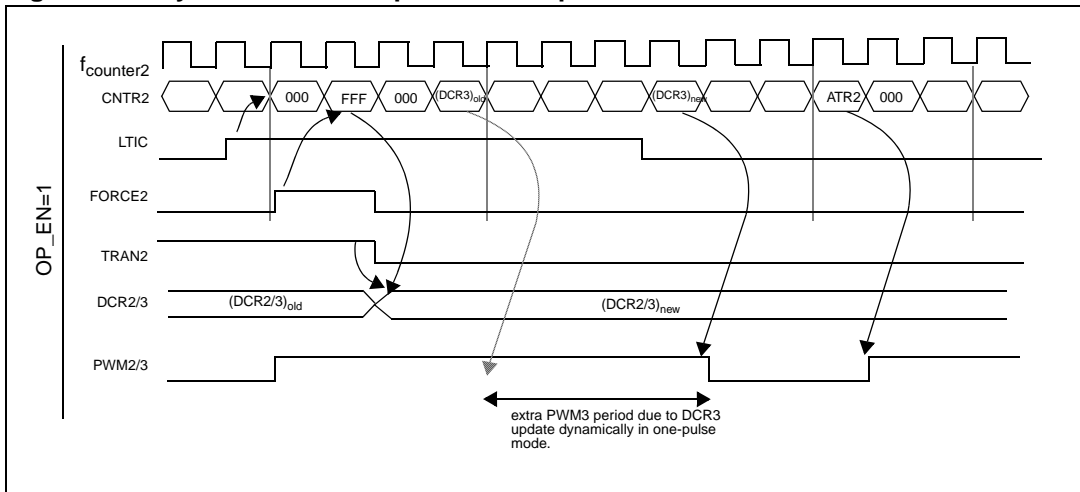 f_counter2
CNTR2 000 FFF 000 (DCR3)old (DCR3)new ATR2 000
LTIC
FORCE2
OP_EN=1
TRAN2
DCR2/3 (DCR2/3)old (DCR2/3)new
PWM2/3
extra PWM3 period due to DCR3
update dynamically in one-pulse
mode.